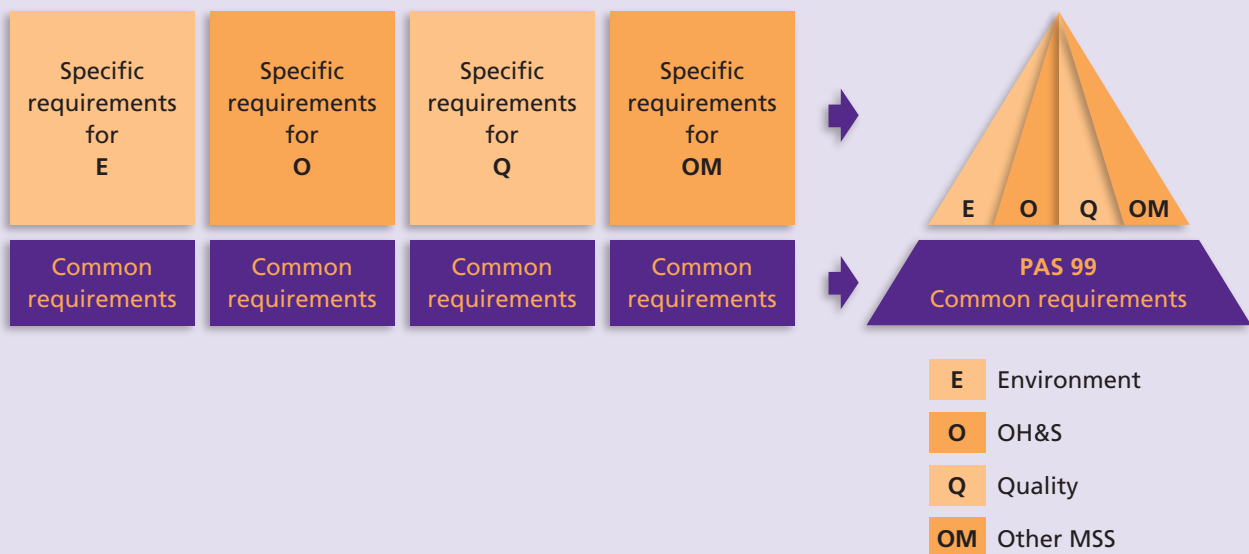 Specific
requirements
for
E
Specific
requirements
for
O
Specific
requirements
for
Q
Specific
requirements
for
OM
Common
requirements
Common
requirements
Common
requirements
Common
requirements
E O Q OM
PAS 99
Common requirements
E Environment
O OH&S
Q Quality
OM Other MSS